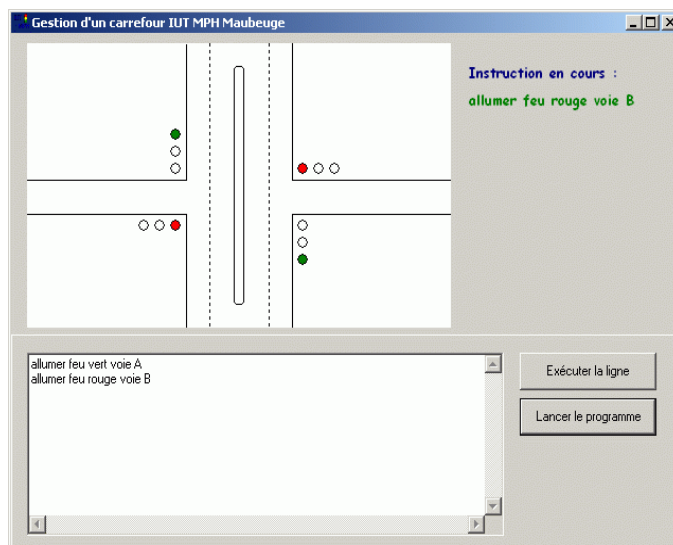 Gestion d'un carrefour IUT MPH Maubeuge
Instruction en cours :
allumer feu rouge voie B
allumer feu vert voie A
allumer feu rouge voie B
Exécuter la ligne
Lancer le programme